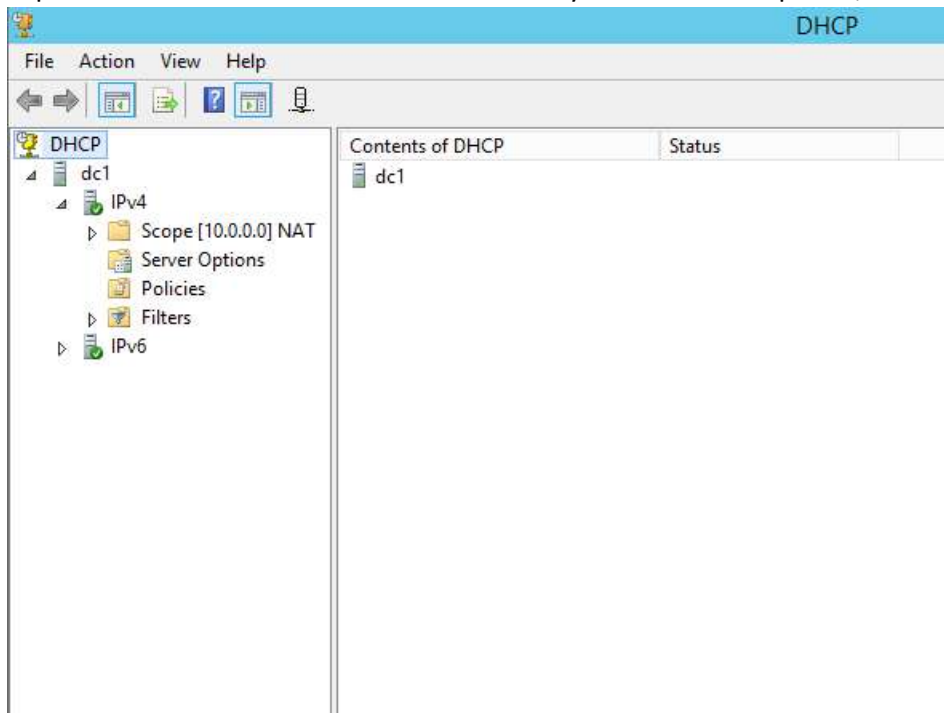 DHCP
File Action View Help
DHCP
dc1
IPv4
Scope [10.0.0.0] NAT
Server Options
Policies
Filters
IPv6
Contents of DHCP Status
dc1